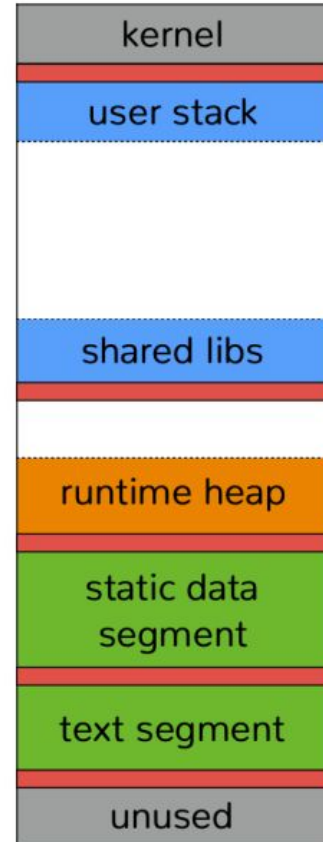 kernel
user stack
shared libs
runtime heap
static data
segment
text segment
unused